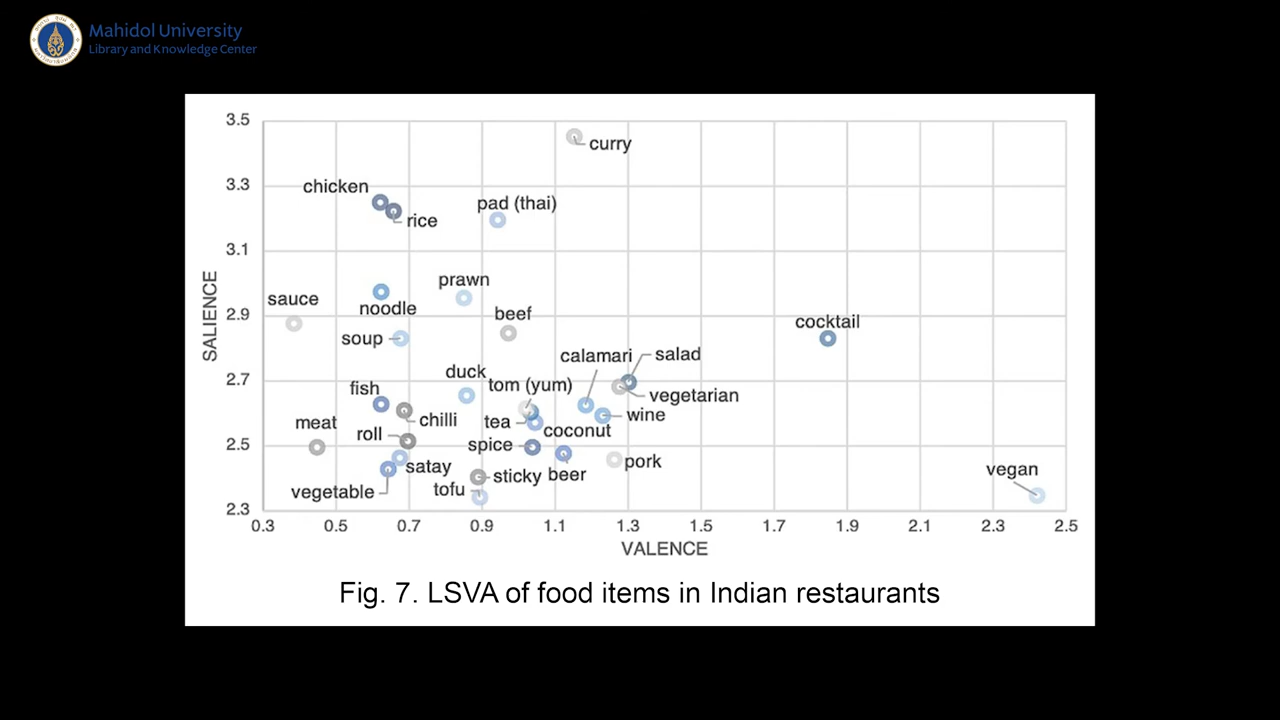 Mahidol University
Library and Knowledge Center
3.5
curry
3.3
chicken
rice
pad (thai)
3.1
SALIENCE
prawn
sauce
noodle
2.9
beef
cocktail
soup
calamari
salad
2.7
duck
tom (yum)
fish
vegetarian
meat
chilli
tea
wine
roll
coconut
2.5
spice
satay
sticky
beer
pork
vegan
vegetable
tofu
2.3
0.3 0.5 0.7 0.9 1.1 1.3 1.5 1.7 1.9 2.1 2.3 2.5
VALENCE
Fig. 7. LSVA of food items in Indian restaurants